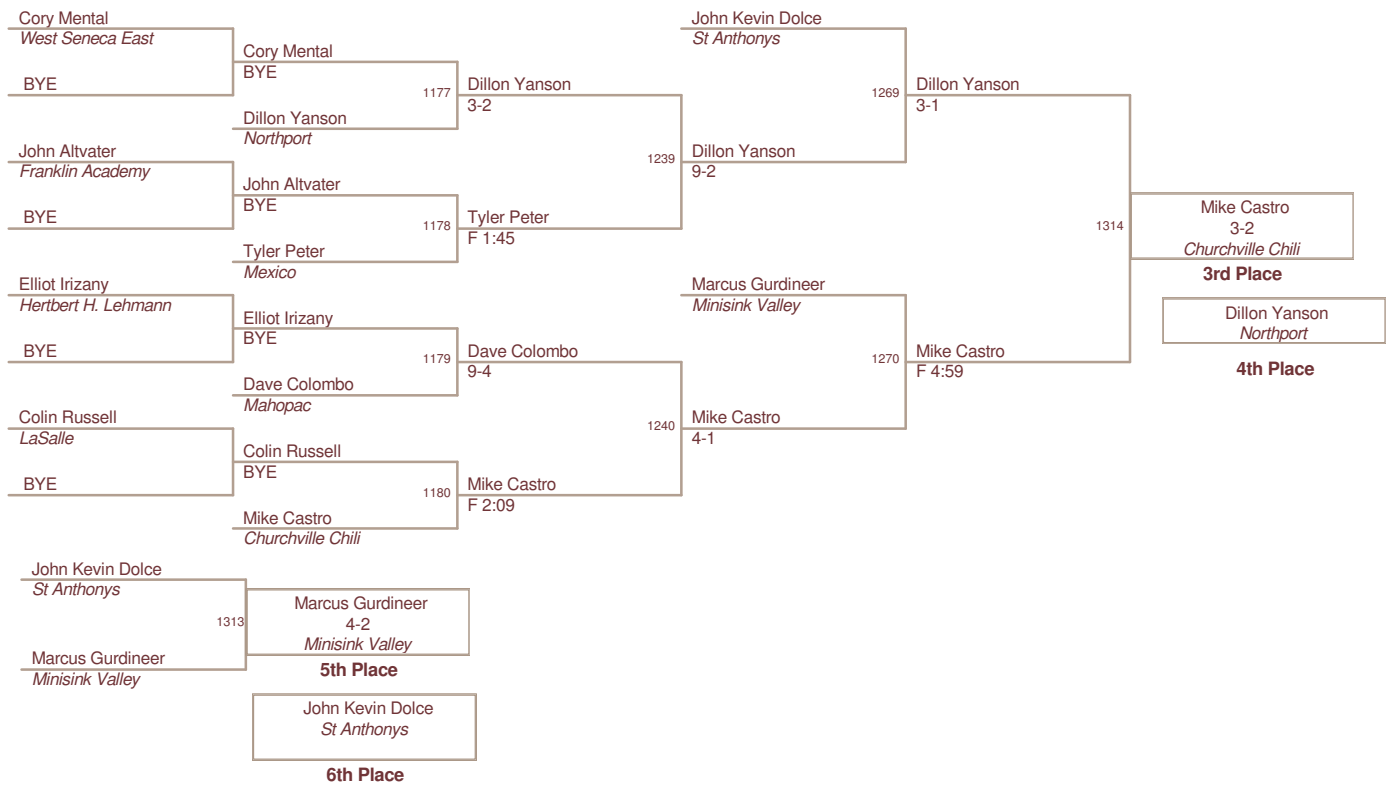 Cory Mental
West Seneca East
BYE
John Altvater
Franklin Academy
BYE
Elliot Irizany
Hertbert H. Lehmann
BYE
Colin Russell
LaSalle
BYE
Cory Mental
BYE
1177
Dillon Yanson
Northport
John Altvater
BYE
1178
Tyler Peter
Mexico
Elliot Irizany
BYE
1179
Dave Colombo
Mahopac
Colin Russell
BYE
1180
Mike Castro
Churchville Chili
Dillon Yanson
3-2
1239
Tyler Peter
F 1:45
Dave Colombo
9-4
1240
Mike Castro
F 2:09
John Kevin Dolce
St Anthonys
1269
Dillon Yanson
9-2
Marcus Gurdineer
Minisink Valley
1270
Mike Castro
4-1
Dillon Yanson
3-1
1314
Mike Castro
F 4:59
Mike Castro
3-2
Churchville Chili
3rd Place
Dillon Yanson
Northport
4th Place
John Kevin Dolce
St Anthonys
1313
Marcus Gurdineer
Minisink Valley
Marcus Gurdineer
4-2
Minisink Valley
5th Place
John Kevin Dolce
St Anthonys
6th Place